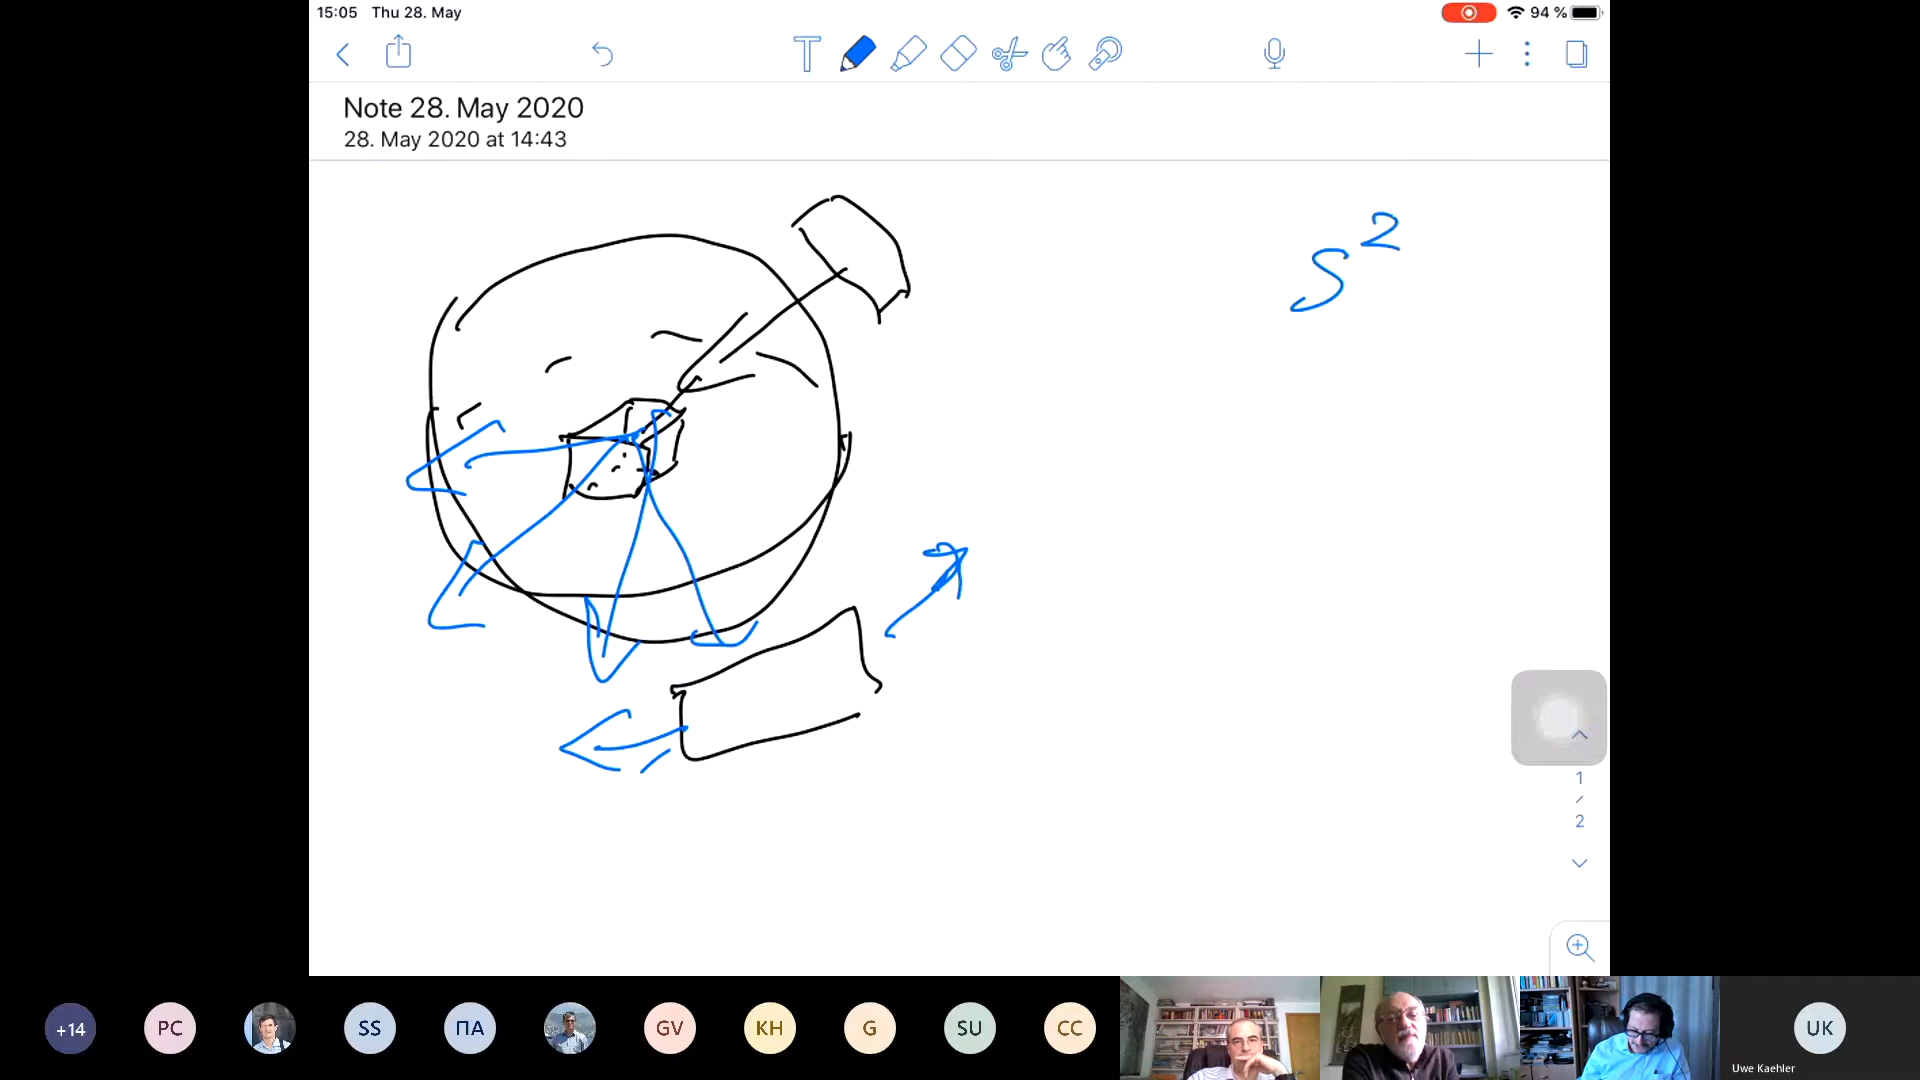 15:05 Thu 28. May
94 %
T
Note 28. May 2020
28. May 2020 at 14:43
S²
1
/
2
+14
PC
SS
ПА
GV
KH
G
SU
CC
UK
Uwe Kaehler